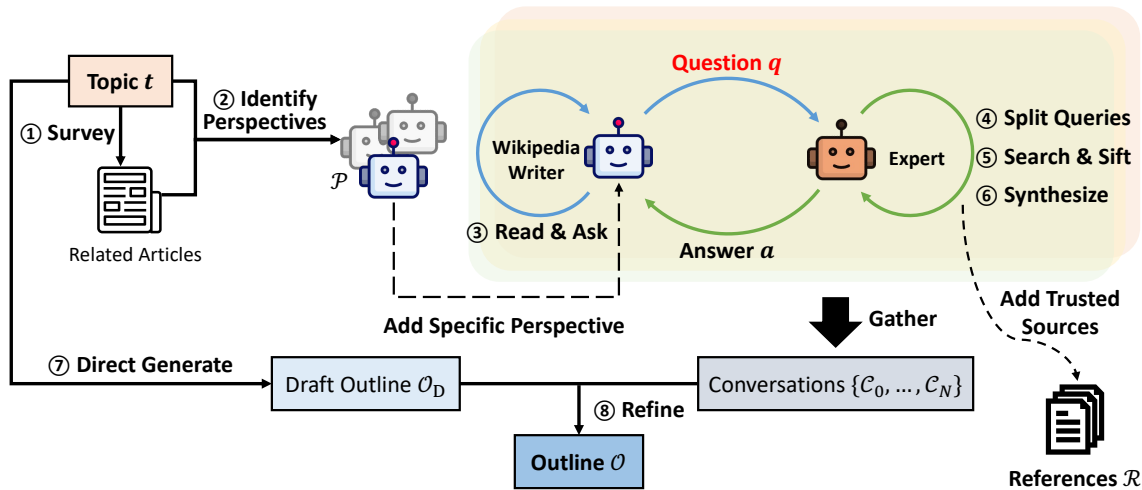 Topic t
① Survey
Related Articles
② Identify
Perspectives
𝒫
Question q
Wikipedia
Writer
Expert
③ Read & Ask
Answer a
④ Split Queries
⑤ Search & Sift
⑥ Synthesize
Add Specific Perspective
Gather
Add Trusted
Sources
⑦ Direct Generate
Draft Outline 𝒪_D
Conversations {𝒞_0, … , 𝒞_N}
⑧ Refine
Outline 𝒪
References ℛ